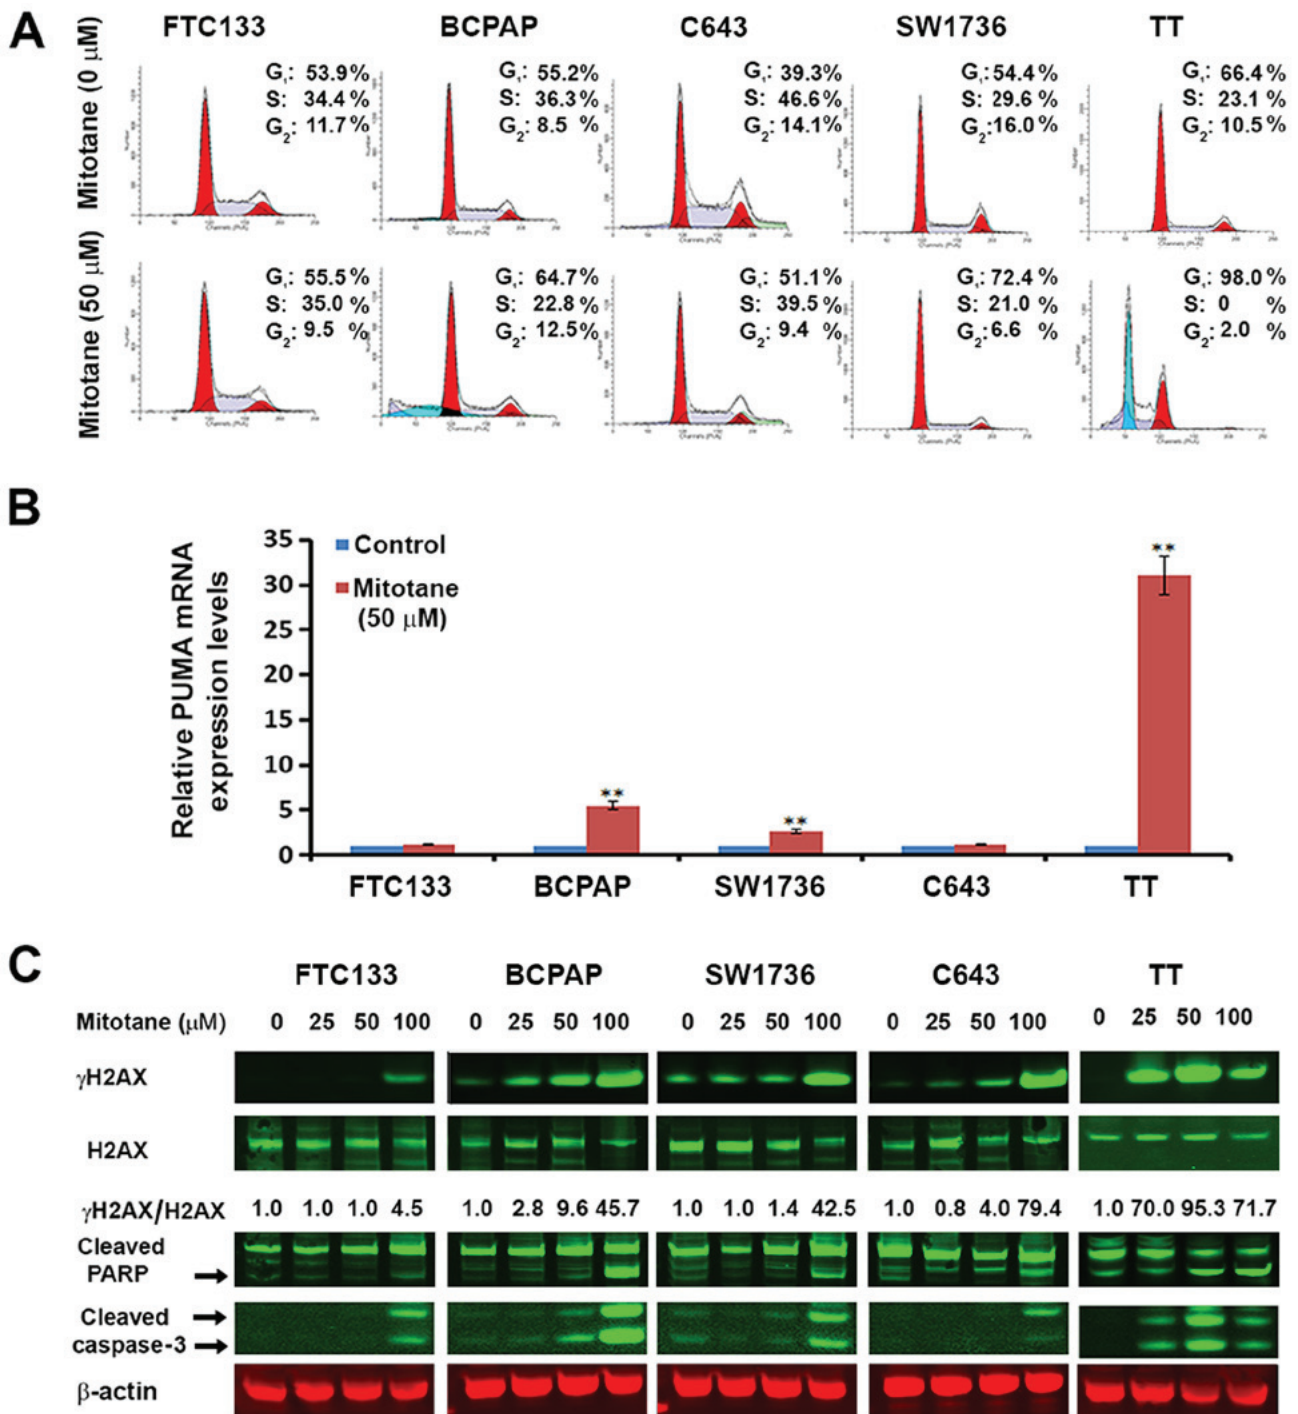 A
FTC133 BCPAP C643 SW1736 TT
Mitotane (0 μM)
G1: 53.9% G1: 55.2% G1: 39.3% G1: 54.4% G1: 66.4%
S: 34.4% S: 36.3% S: 46.6% S: 29.6% S: 23.1%
G2: 11.7% G2: 8.5 % G2: 14.1% G2: 16.0% G2: 10.5%
Mitotane (50 μM)
G1: 55.5% G1: 64.7% G1: 51.1% G1: 72.4% G1: 98.0%
S: 35.0 % S: 22.8 % S: 39.5% S: 21.0 % S: 0 %
G2: 9.5 % G2: 12.5% G2: 9.4 % G2: 6.6 % G2: 2.0 %
B
Relative PUMA mRNA
expression levels
35
30
25
20
15
10
5
0
Control
Mitotane
(50 μM)
** ** **
FTC133 BCPAP SW1736 C643 TT
C
FTC133 BCPAP SW1736 C643 TT
Mitotane (μM) 0 25 50 100 0 25 50 100 0 25 50 100 0 25 50 100 0 25 50 100
γH2AX
H2AX
γH2AX/H2AX 1.0 1.0 1.0 4.5 1.0 2.8 9.6 45.7 1.0 1.0 1.4 42.5 1.0 0.8 4.0 79.4 1.0 70.0 95.3 71.7
Cleaved
PARP
Cleaved
caspase-3
β-actin